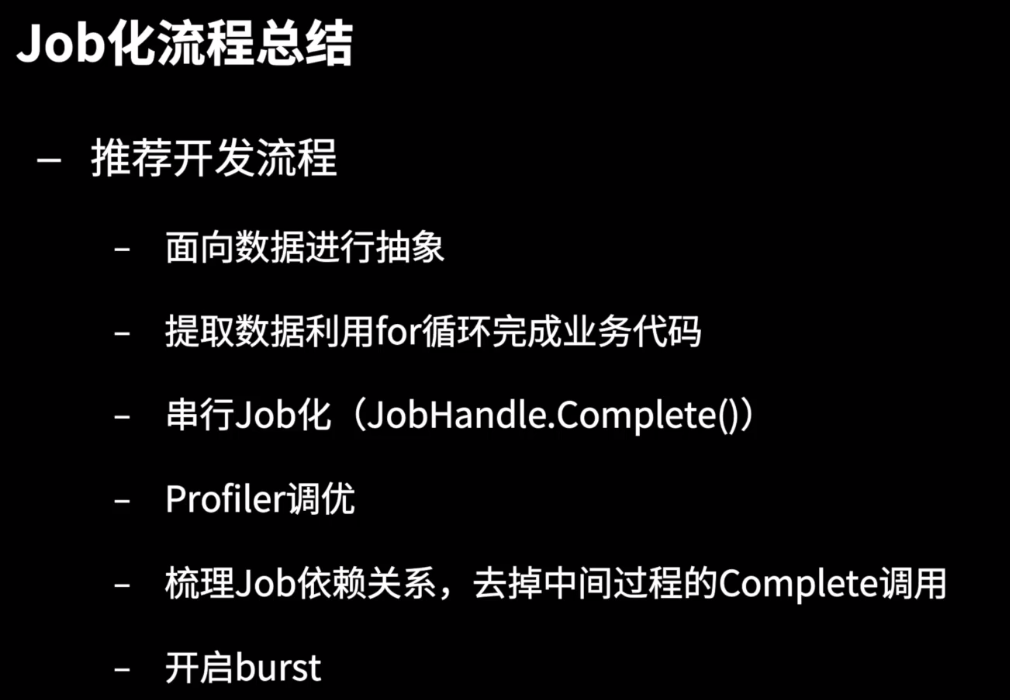 Job化流程总结
– 推荐开发流程
– 面向数据进行抽象
– 提取数据利用for循环完成业务代码
– 串行Job化（JobHandle.Complete()）
– Profiler调优
– 梳理Job依赖关系，去掉中间过程的Complete调用
– 开启burst